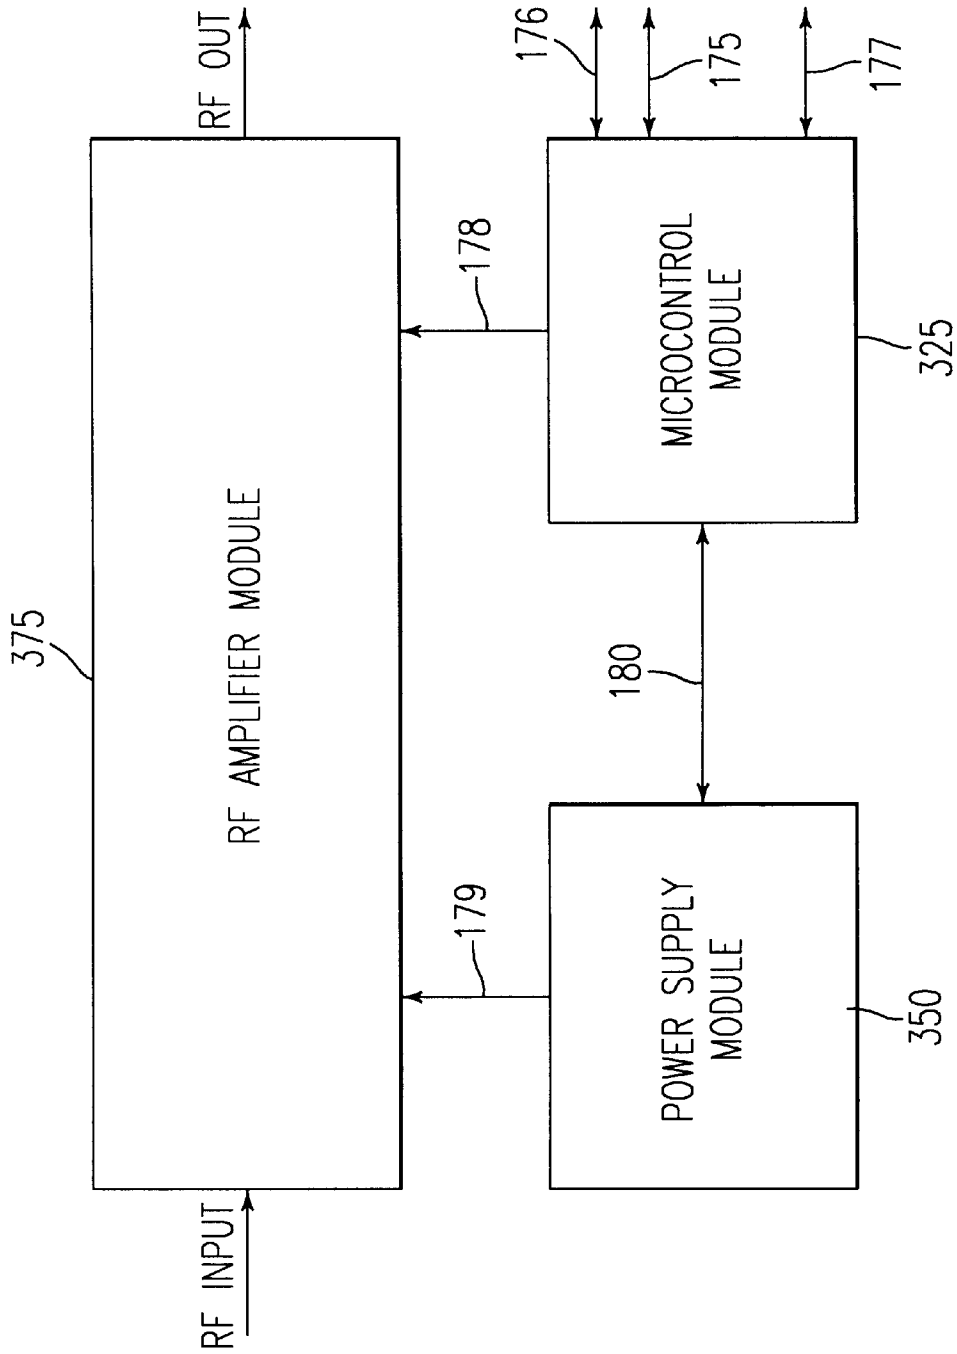 375
RF INPUT
RF AMPLIFIER MODULE
RF OUT
179
178
180
176
175
177
POWER SUPPLY
MODULE
MICROCONTROL
MODULE
350
325